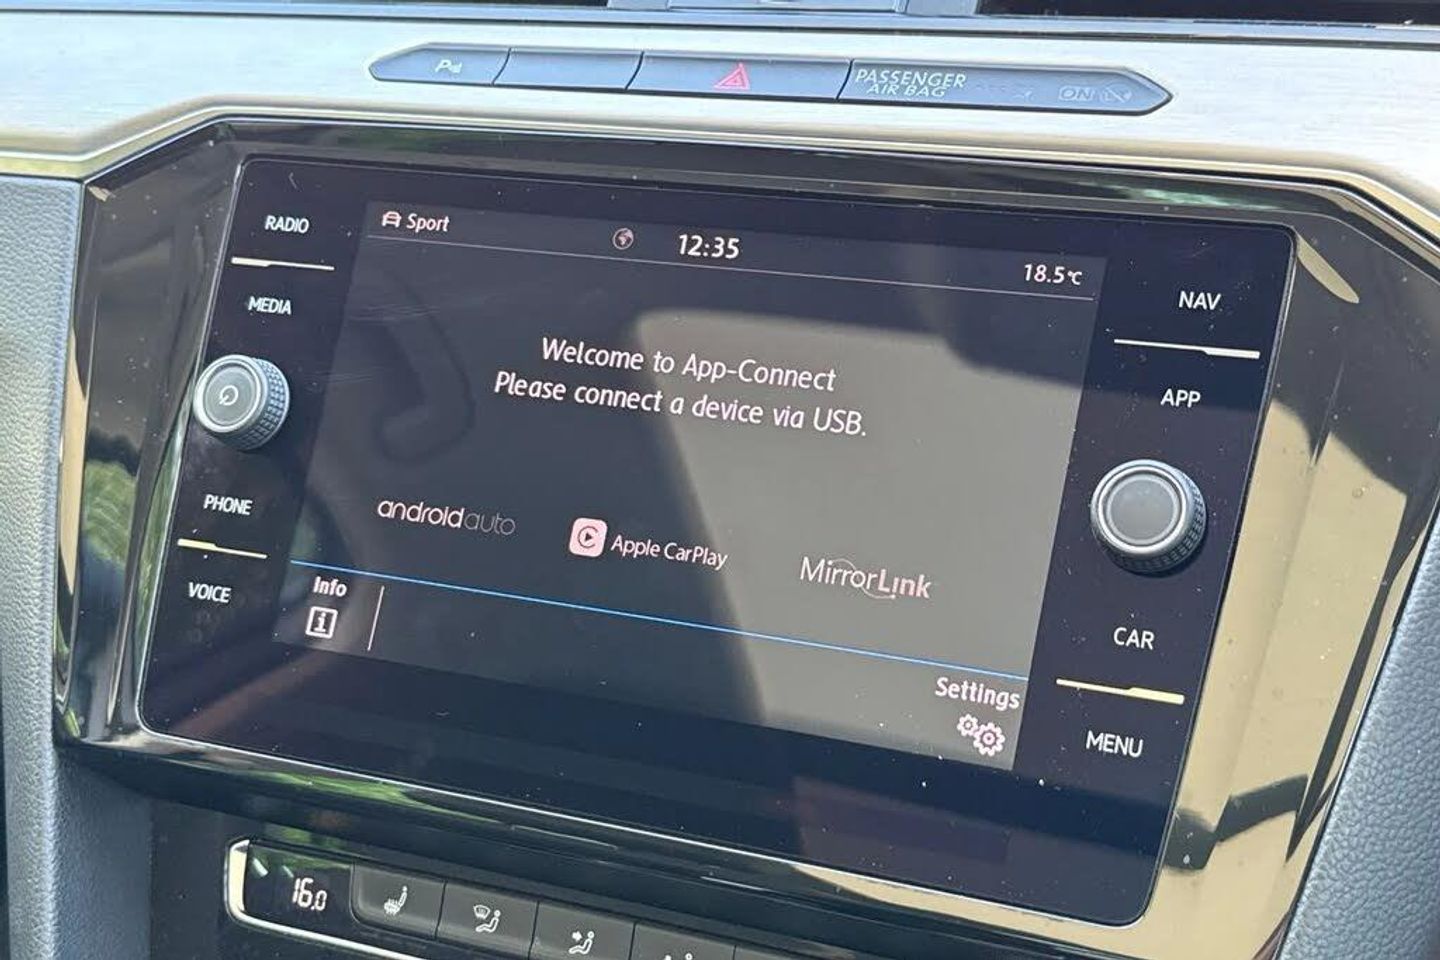 PASSENGER
AIR BAG
ON
RADIO
MEDIA
PHONE
VOICE
Sport
12:35
18.5°C
Welcome to App-Connect
Please connect a device via USB.
androidauto
Apple CarPlay
MirrorLink
Info
Settings
NAV
APP
CAR
MENU
16.0